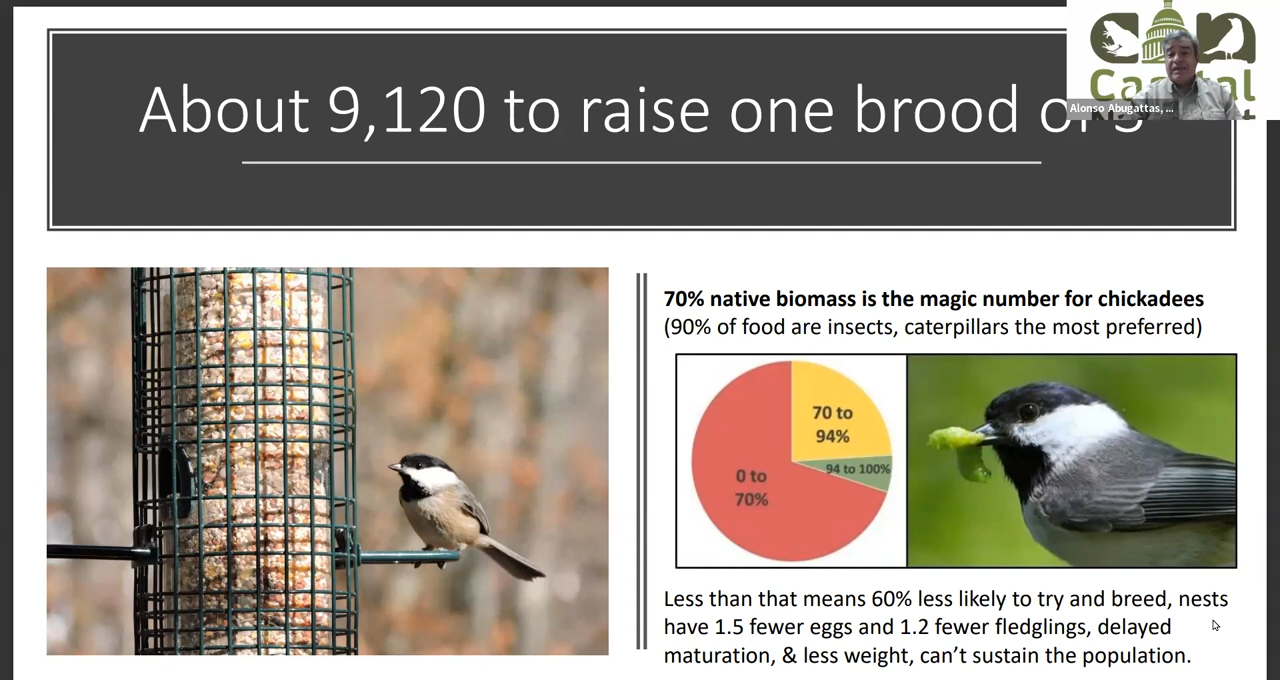 About 9,120 to raise one brood of 5
Alonso Abugattas, ...
70% native biomass is the magic number for chickadees
(90% of food are insects, caterpillars the most preferred)
70 to
94%
94 to 100%
0 to
70%
Less than that means 60% less likely to try and breed, nests
have 1.5 fewer eggs and 1.2 fewer fledglings, delayed
maturation, & less weight, can’t sustain the population.